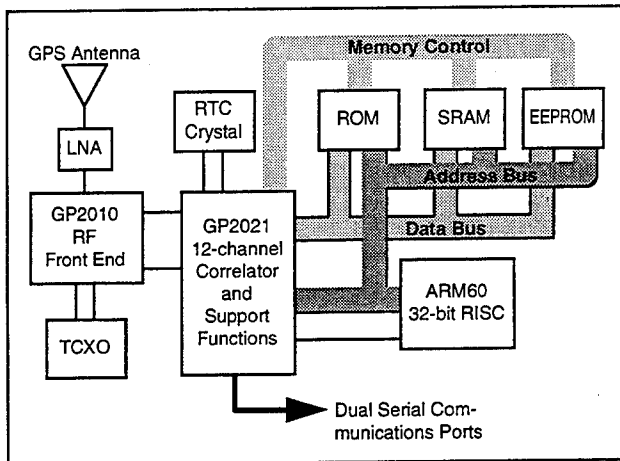 Memory Control
GPS Antenna
RTC
Crystal
ROM
SRAM
EEPROM
LNA
Address Bus
GP2010
RF
Front End
GP2021
12-channel
Correlator
and
Support
Functions
Data Bus
ARM60
32-bit RISC
TCXO
Dual Serial Com-
munications Ports